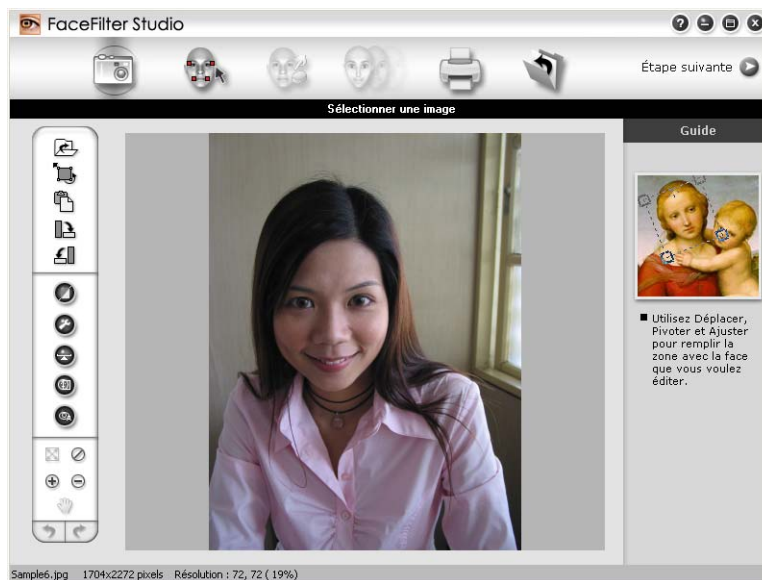 FaceFilter Studio
Étape suivante
Sélectionner une image
Guide
Utilisez Déplacer,
Pivoter et Ajuster
pour remplir la
zone avec la face
que vous voulez
éditer.
Sample6.jpg 1704x2272 pixels Résolution : 72, 72 ( 19%)